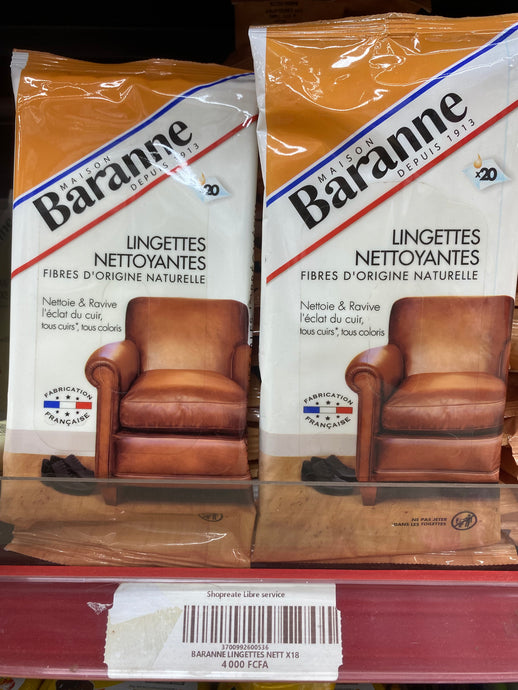 MAISON
Baranne
DEPUIS 1913
x20
LINGETTES
NETTOYANTES
FIBRES D'ORIGINE NATURELLE
Nettoie & Ravive
l'éclat du cuir,
tous cuirs*, tous coloris
FABRICATION
FRANÇAISE
MAISON
Baranne
DEPUIS 1913
x20
LINGETTES
NETTOYANTES
FIBRES D'ORIGINE NATURELLE
Nettoie & Ravive
l'éclat du cuir,
tous cuirs*, tous coloris
FABRICATION
FRANÇAISE
NE PAS JETER
DANS LES TOILETTES
Shopreate Libre service
3700992600536
BARANNE LINGETTES NETT X18
4 000 FCFA